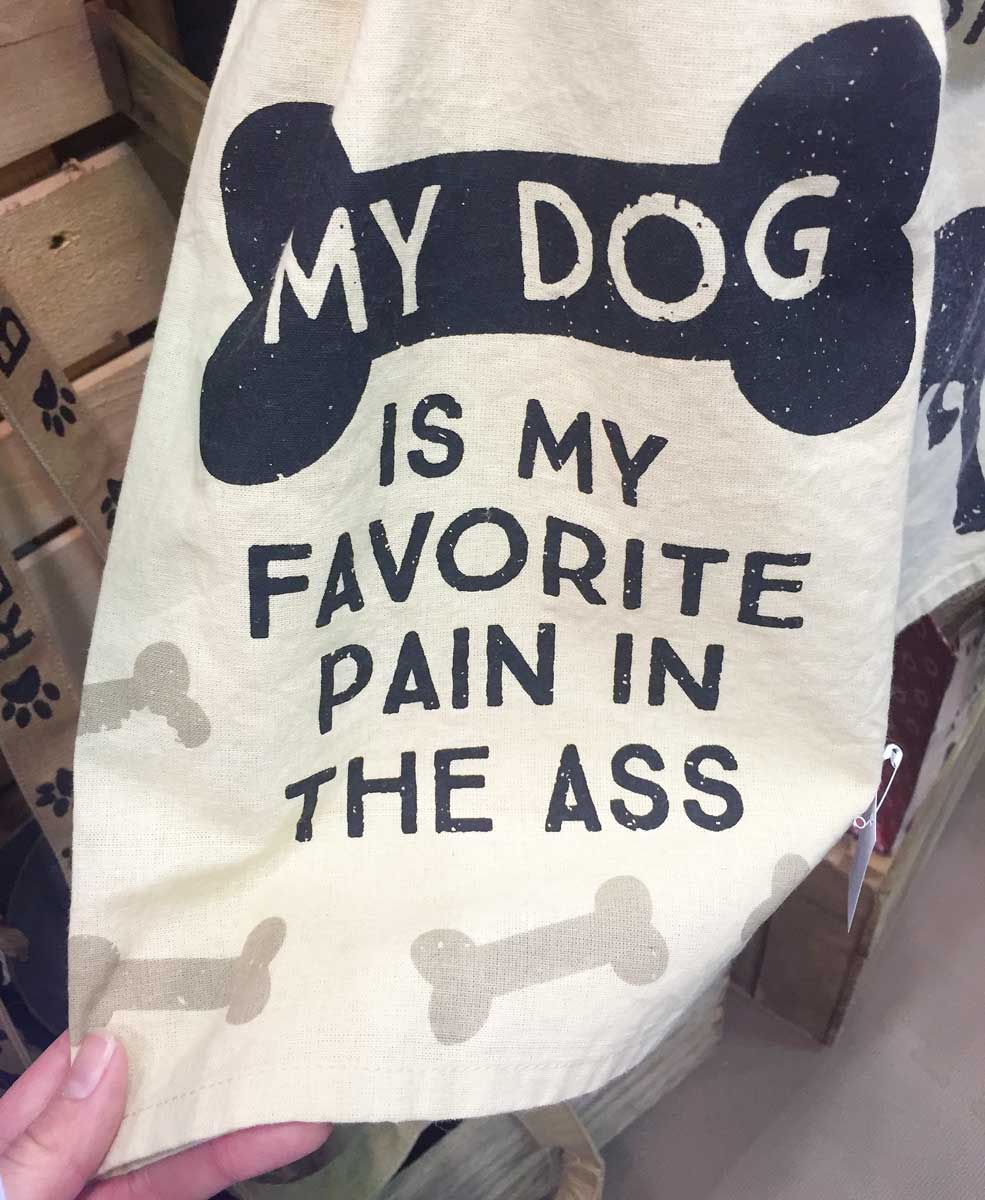 MY DOG
IS MY
FAVORITE
PAIN IN
THE ASS